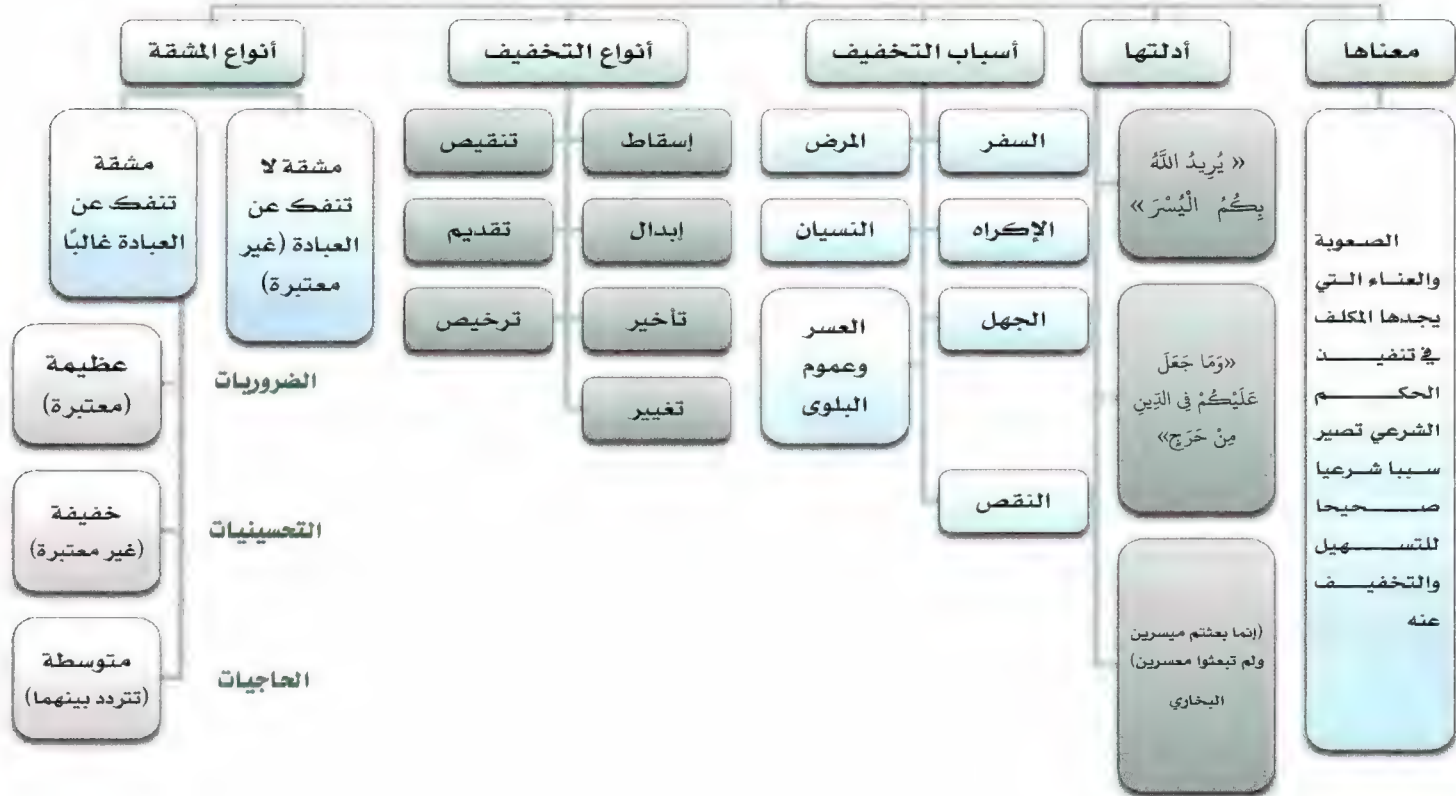 معناها
الصعوبة
والعناء التي
يجدها المكلف
في تنفيذ
الحكم
الشرعي تصير
سببا شرعيا
صحيحا
للتسهيل
والتخفيف
عنه
أدلتها
« يُرِيدُ اللَّهُ
بِكُمُ الْيُسْرَ »
«وَمَا جَعَلَ
عَلَيْكُمْ فِي الدِّينِ
مِنْ حَرَجٍ»
(إنما بعثتم ميسرين
ولم تبعثوا معسرين)
البخاري
أسباب التخفيف
السفر
المرض
الإكراه
النسيان
الجهل
العسر
وعموم
البلوى
النقص
أنواع التخفيف
إسقاط
تنقيص
إبدال
تقديم
تأخير
ترخيص
تغيير
أنواع المشقة
مشقة لا
تنفك عن
العبادة (غير
معتبرة)
مشقة
تنفك عن
العبادة غالبًا
عظيمة
(معتبرة)
الضروريات
خفيفة
(غير معتبرة)
التحسينيات
متوسطة
(تتردد بينهما)
الحاجيات